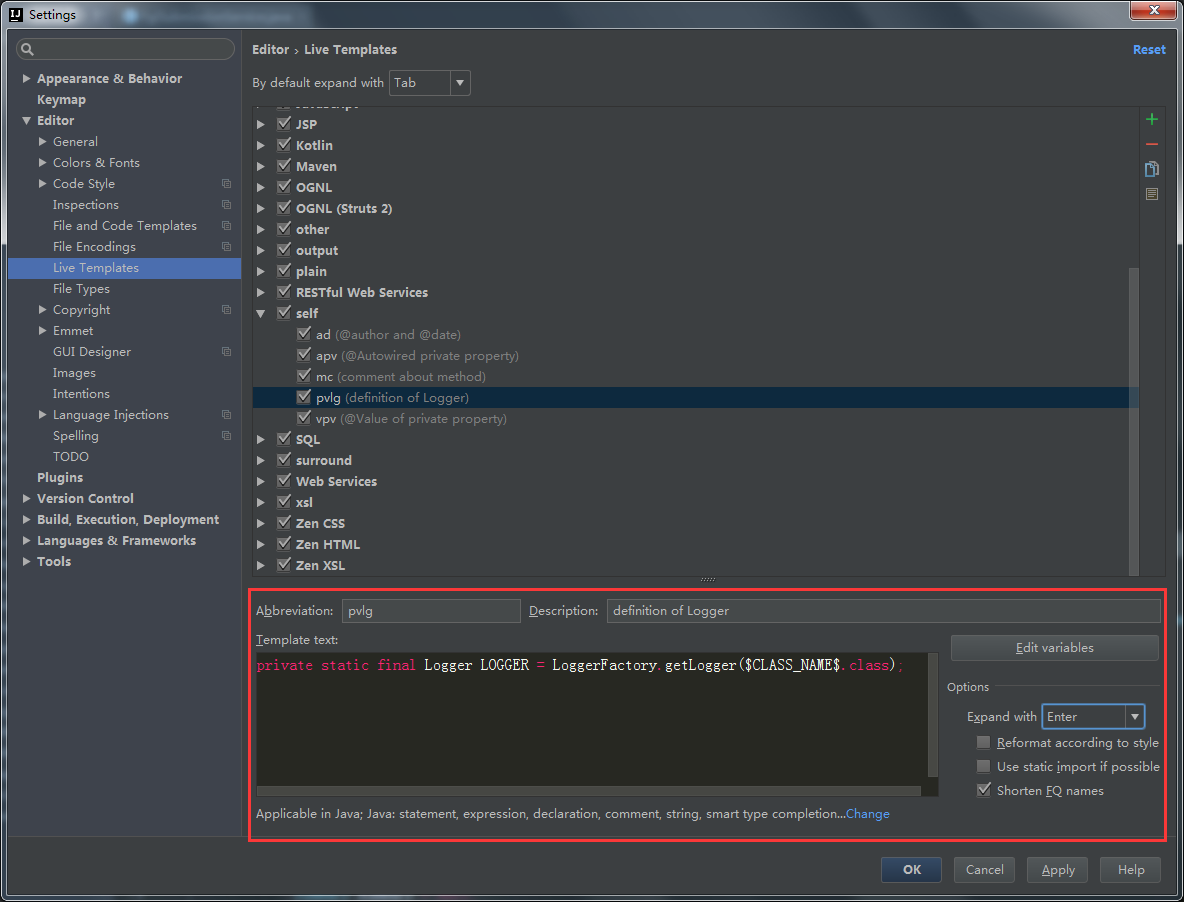 IJ Settings
Editor › Live Templates Reset
By default expand with Tab
Appearance & Behavior
Keymap
Editor
General
Colors & Fonts
Code Style
Inspections
File and Code Templates
File Encodings
Live Templates
File Types
Copyright
Emmet
GUI Designer
Images
Intentions
Language Injections
Spelling
TODO
Plugins
Version Control
Build, Execution, Deployment
Languages & Frameworks
Tools
JSP
Kotlin
Maven
OGNL
OGNL (Struts 2)
other
output
plain
RESTful Web Services
self
ad (@author and @date)
apv (@Autowired private property)
mc (comment about method)
pvlg (definition of Logger)
vpv (@Value of private property)
SQL
surround
Web Services
xsl
Zen CSS
Zen HTML
Zen XSL
Abbreviation: pvlg Description: definition of Logger
Template text:
private static final Logger LOGGER = LoggerFactory.getLogger($CLASS_NAME$.class);
Edit variables
Options
Expand with Enter
Reformat according to style
Use static import if possible
Shorten FQ names
Applicable in Java; Java: statement, expression, declaration, comment, string, smart type completion...Change
OK Cancel Apply Help